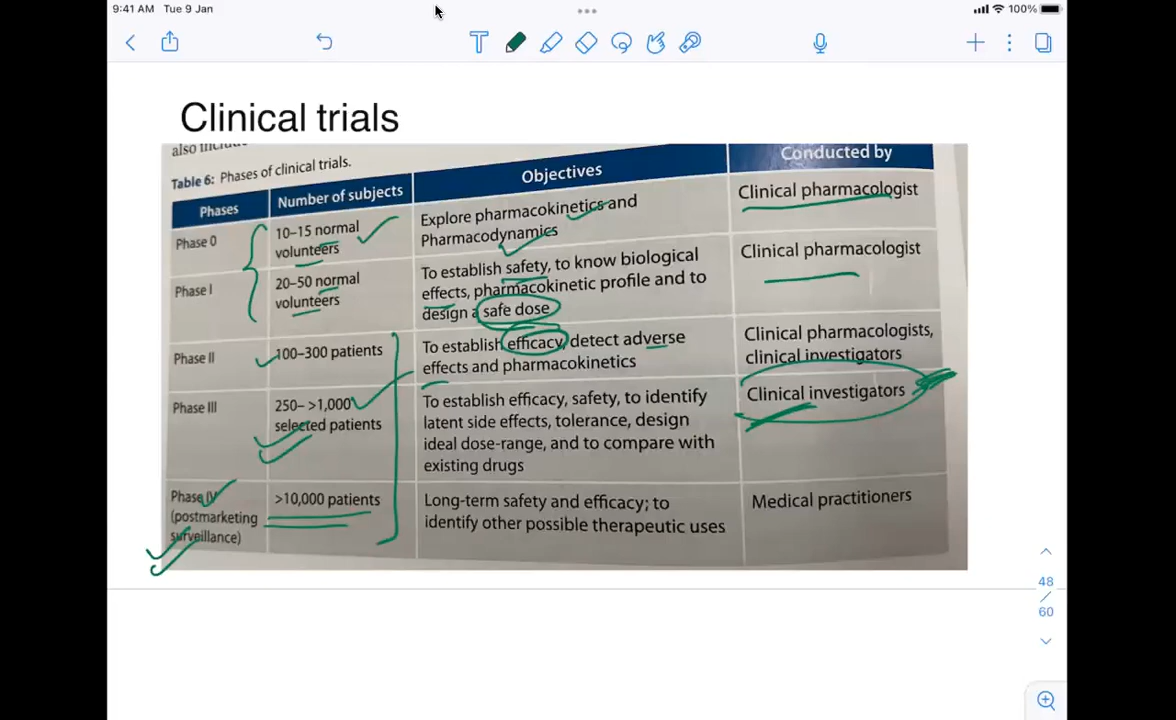 9:41 AM Tue 9 Jan
100%
Clinical trials
Table 6: Phases of clinical trials.
Phases
Number of subjects
Objectives
Conducted by
Phase 0
10–15 normal
volunteers
Explore pharmacokinetics and
Pharmacodynamics
Clinical pharmacologist
Phase I
20–50 normal
volunteers
To establish safety, to know biological
effects, pharmacokinetic profile and to
design a safe dose
Clinical pharmacologist
Phase II
100–300 patients
To establish efficacy, detect adverse
effects and pharmacokinetics
Clinical pharmacologists,
clinical investigators
Phase III
250– >1,000
selected patients
To establish efficacy, safety, to identify
latent side effects, tolerance, design
ideal dose-range, and to compare with
existing drugs
Clinical investigators
Phase IV
(postmarketing
surveillance)
>10,000 patients
Long-term safety and efficacy; to
identify other possible therapeutic uses
Medical practitioners
48
60